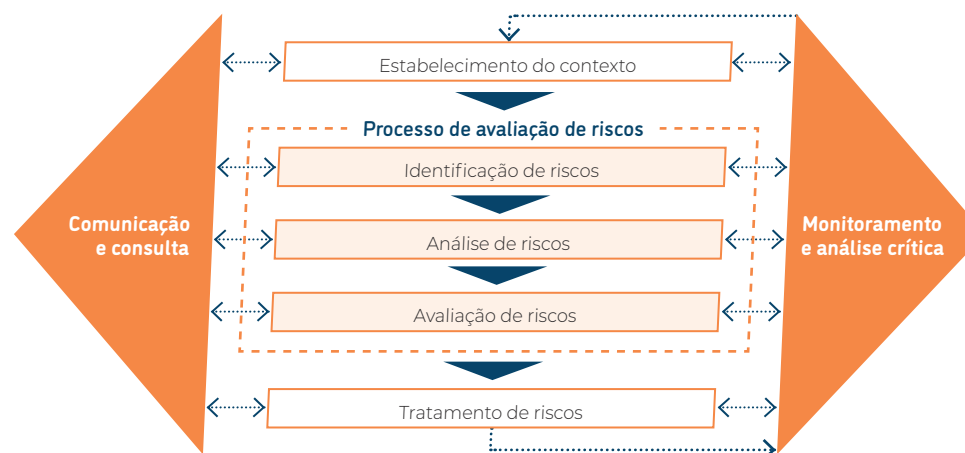 Estabelecimento do contexto
Processo de avaliação de riscos
Identificação de riscos
Comunicação
e consulta
Análise de riscos
Monitoramento
e análise crítica
Avaliação de riscos
Tratamento de riscos